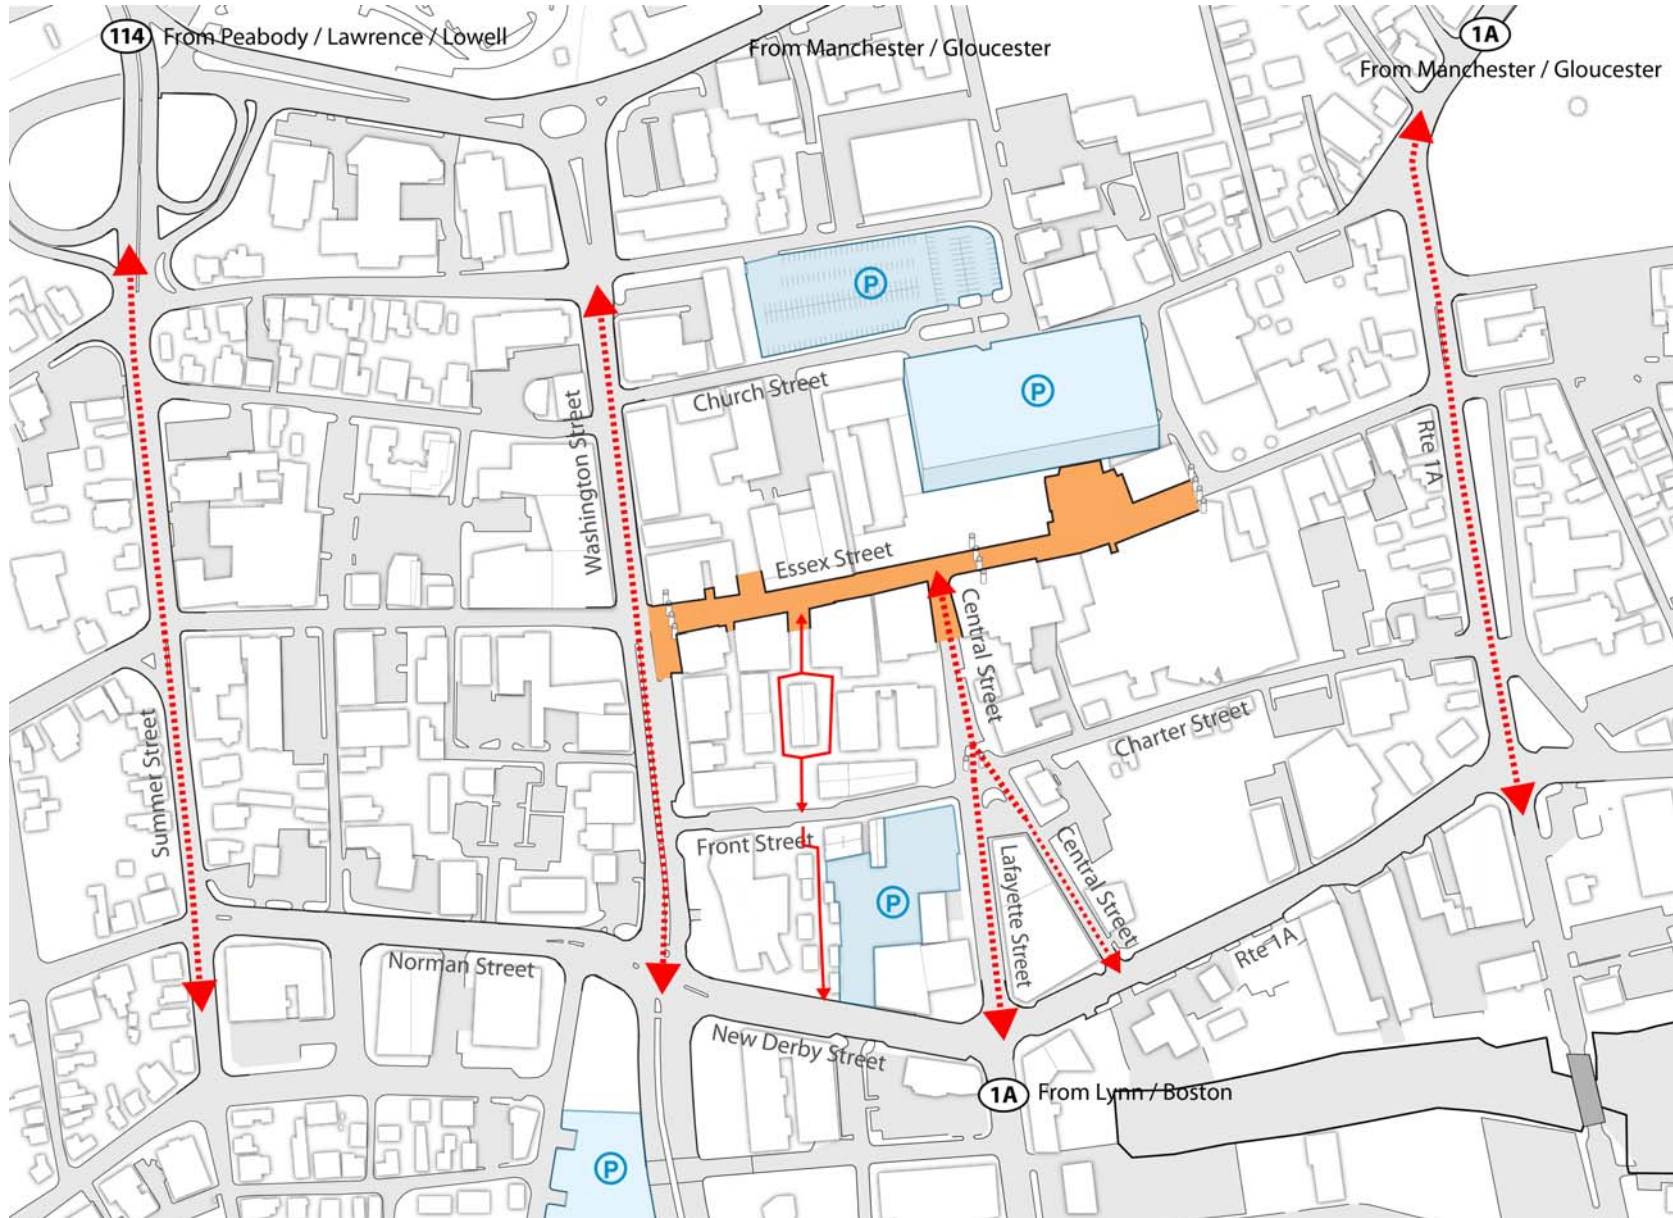 114 From Peabody / Lawrence / Lowell
From Manchester / Gloucester
1A
From Manchester / Gloucester
P
Church Street
P
Washington Street
Rte 1A
Essex Street
Central Street
Summer Street
Charter Street
Front Street
P
Lafayette Street
Central Street
Norman Street
Rte 1A
New Derby Street
1A From Lynn / Boston
P